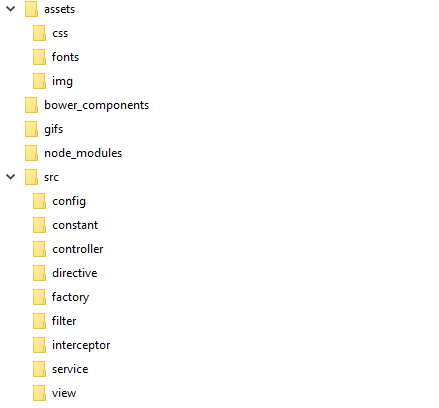 assets
css
fonts
img
bower_components
gifs
node_modules
src
config
constant
controller
directive
factory
filter
interceptor
service
view